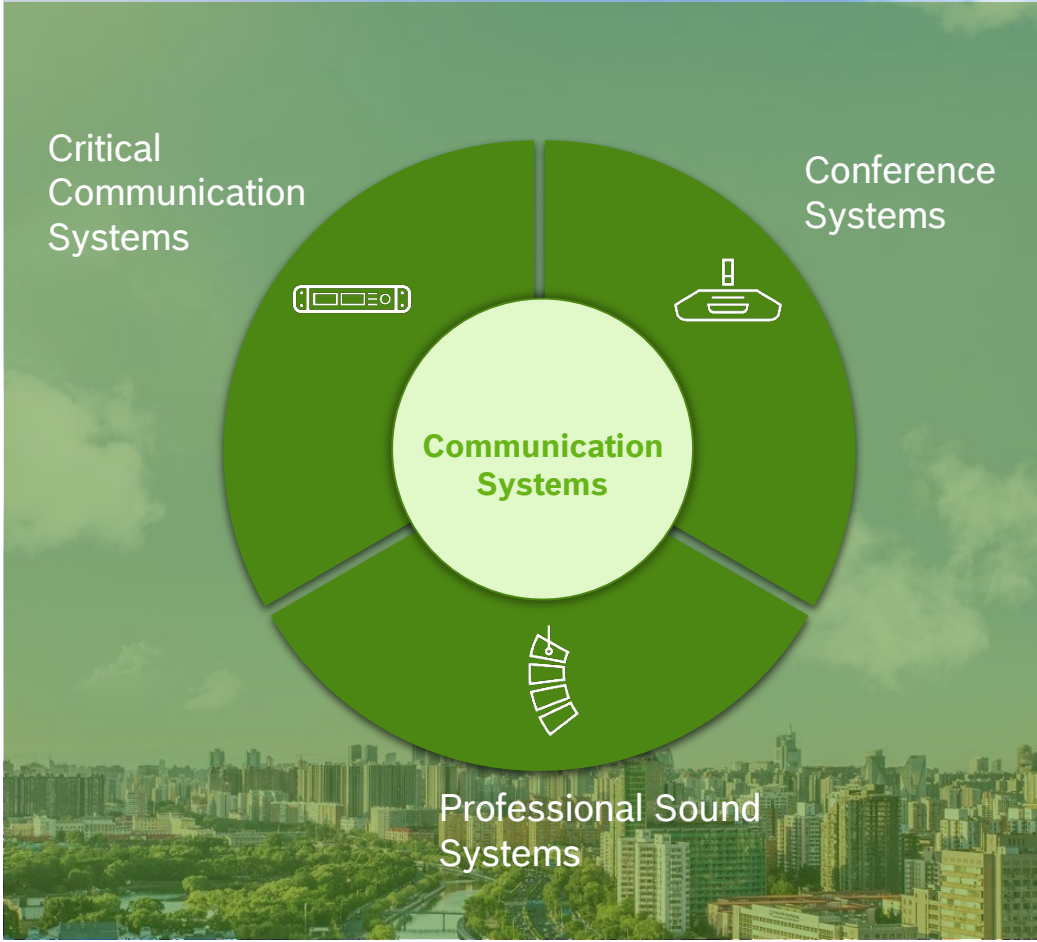 Critical
Communication
Systems
Conference
Systems
Communication
Systems
Professional Sound
Systems